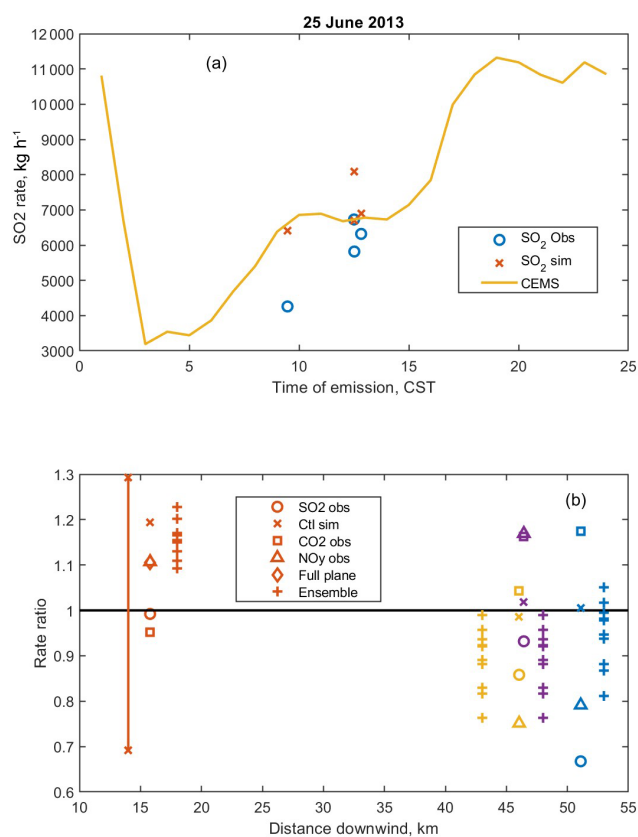 25 June 2013
(a)
SO2 rate, kg h-1
12 000
11 000
10 000
9000
8000
7000
6000
5000
4000
3000
SO2 Obs
SO2 sim
CEMS
0
5
10
15
20
25
Time of emission, CST
(b)
Rate ratio
1.3
1.2
1.1
1
0.9
0.8
0.7
0.6
SO2 obs
Ctl sim
CO2 obs
NOy obs
Full plane
Ensemble
10
15
20
25
30
35
40
45
50
55
Distance downwind, km